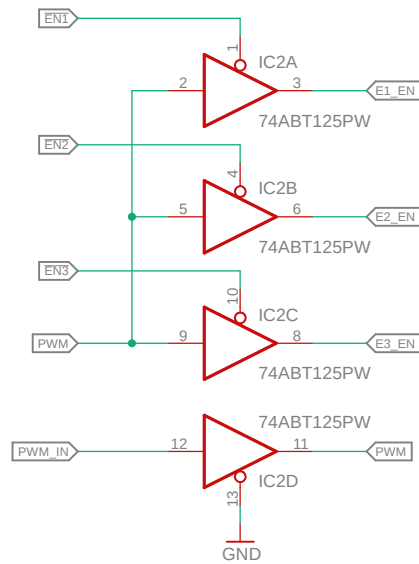 EN1
1
IC2A
2
3
E1_EN
74ABT125PW
EN2
4
IC2B
5
6
E2_EN
74ABT125PW
EN3
10
IC2C
PWM
9
8
E3_EN
74ABT125PW
74ABT125PW
PWM_IN
12
11
PWM
IC2D
13
GND